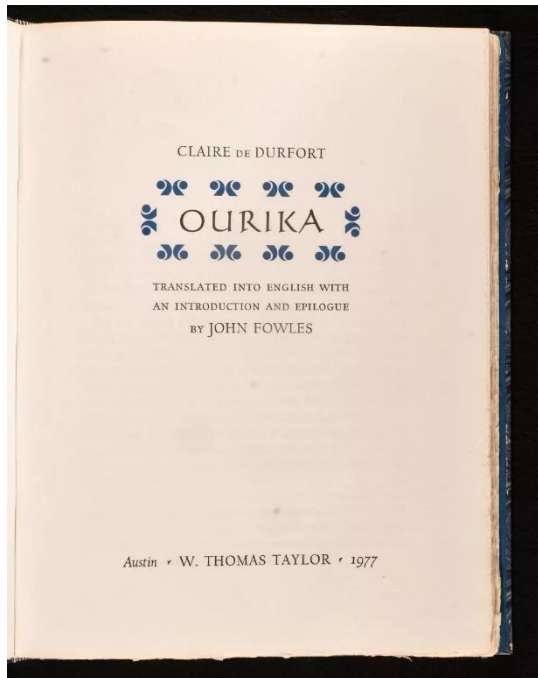 CLAIRE DE DURFORT
OURIKA
TRANSLATED INTO ENGLISH WITH
AN INTRODUCTION AND EPILOGUE
BY JOHN FOWLES
Austin · W. THOMAS TAYLOR · 1977